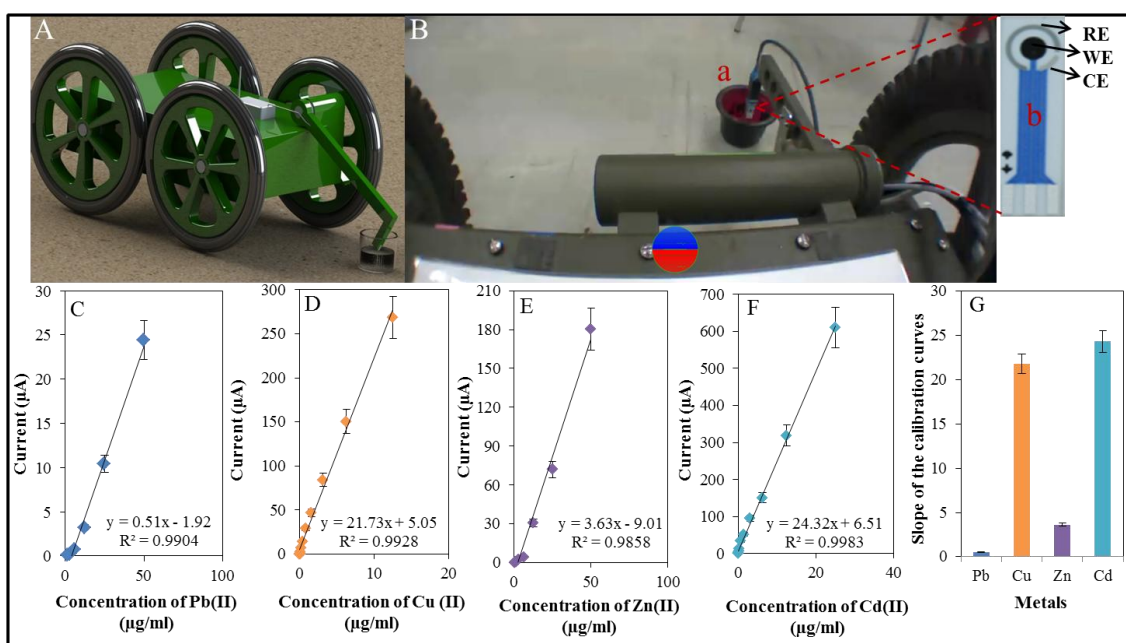 A
B
a
RE
WE
CE
b
C
30
25
20
15
10
5
0
0
50
100
Current (µA)
y = 0.51x - 1.92
R² = 0.9904
Concentration of Pb(II)
(µg/ml)
D
300
250
200
150
100
50
0
0
10
20
Current (µA)
y = 21.73x + 5.05
R² = 0.9928
Concentration of Cu (II)
(µg/ml)
E
210
180
150
120
90
60
30
0
0
50
100
Current (µA)
y = 3.63x - 9.01
R² = 0.9858
Concentration of Zn(II)
(µg/ml)
F
700
600
500
400
300
200
100
0
0
20
40
Current (µA)
y = 24.32x + 6.51
R² = 0.9983
Concentration of Cd(II)
(µg/ml)
G
30
25
20
15
10
5
0
Slope of the calibration curves
Pb
Cu
Zn
Cd
Metals